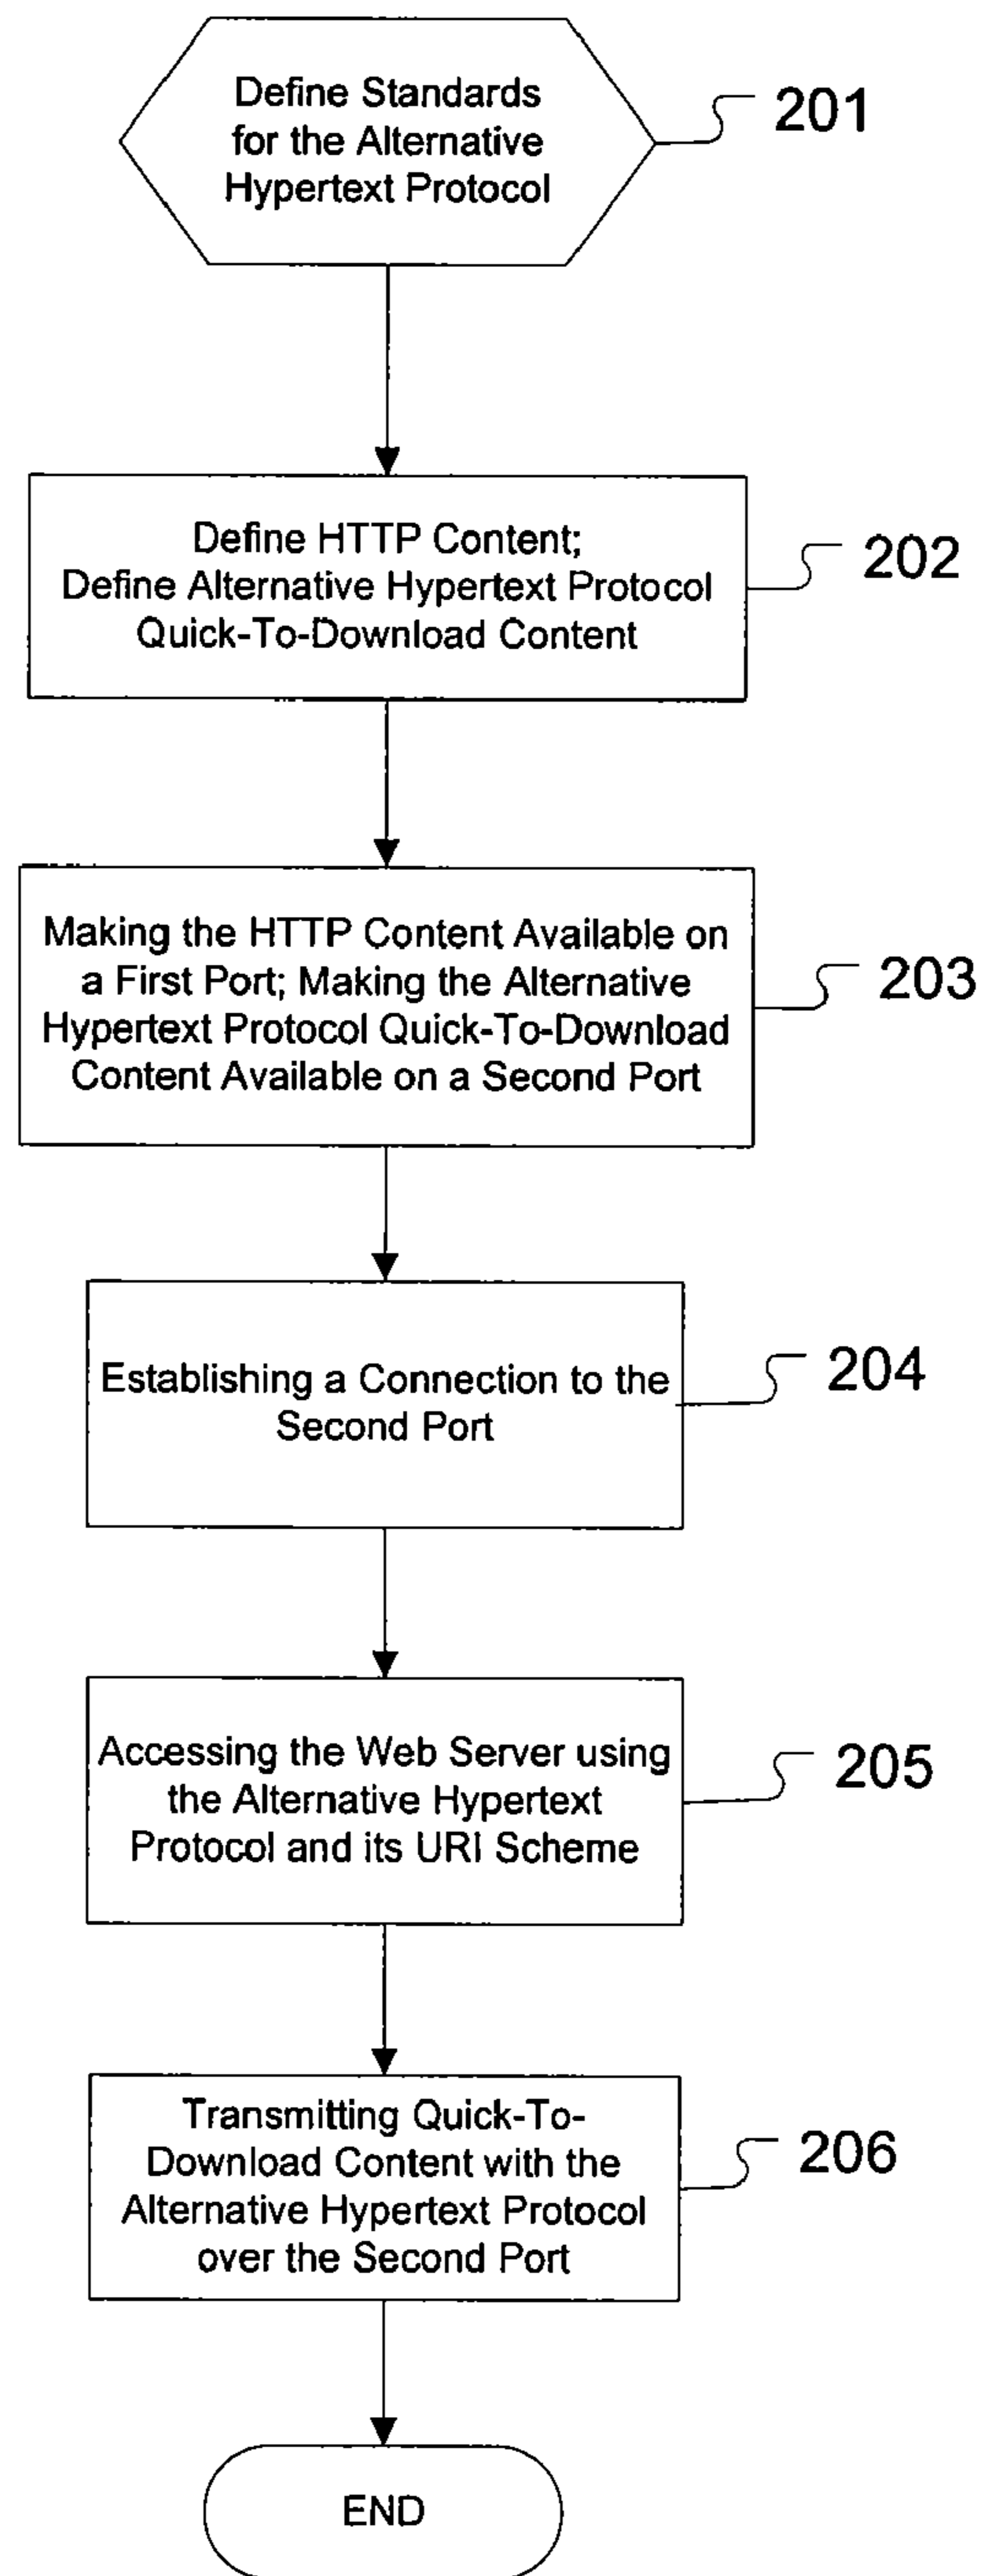 Define Standards
for the Alternative
Hypertext Protocol
201
Define HTTP Content;
Define Alternative Hypertext Protocol
Quick-To-Download Content
202
Making the HTTP Content Available on
a First Port; Making the Alternative
Hypertext Protocol Quick-To-Download
Content Available on a Second Port
203
Establishing a Connection to the
Second Port
204
Accessing the Web Server using
the Alternative Hypertext
Protocol and its URI Scheme
205
Transmitting Quick-To-
Download Content with the
Alternative Hypertext Protocol
over the Second Port
206
END